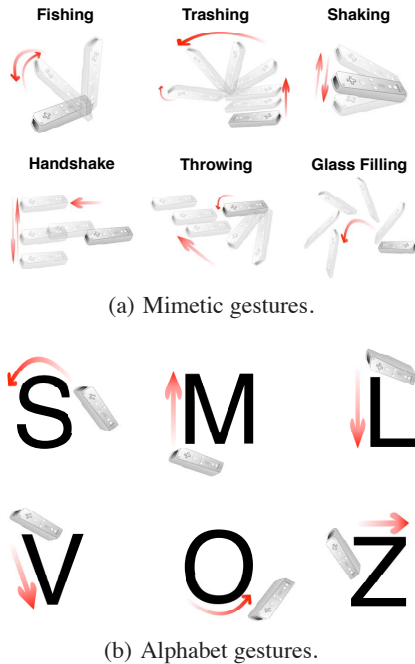 Fishing Trashing Shaking
Handshake Throwing Glass Filling
(a) Mimetic gestures.
S M L
V O Z
(b) Alphabet gestures.